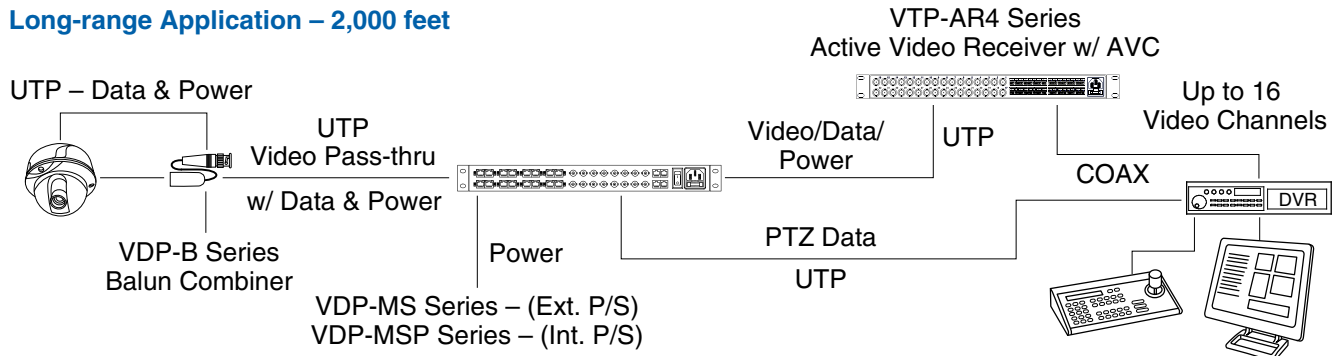 Long-range Application – 2,000 feet
VTP-AR4 Series
Active Video Receiver w/ AVC
UTP – Data & Power
Up to 16
Video Channels
UTP
Video Pass-thru
w/ Data & Power
Video/Data/
Power
UTP
COAX
DVR
VDP-B Series
Balun Combiner
Power
PTZ Data
UTP
VDP-MS Series – (Ext. P/S)
VDP-MSP Series – (Int. P/S)